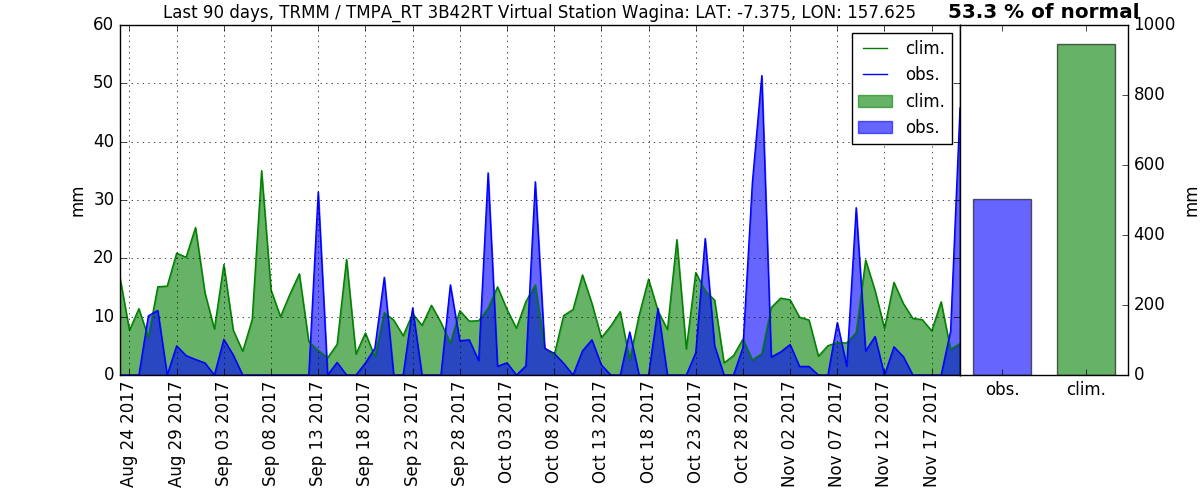 Last 90 days, TRMM / TMPA_RT 3B42RT Virtual Station Wagina: LAT: -7.375, LON: 157.625
53.3 % of normal
60
50
40
30
20
10
0
mm
clim.
obs.
clim.
obs.
1000
800
600
400
200
0
mm
obs.
clim.
Aug 24 2017
Aug 29 2017
Sep 03 2017
Sep 08 2017
Sep 13 2017
Sep 18 2017
Sep 23 2017
Sep 28 2017
Oct 03 2017
Oct 08 2017
Oct 13 2017
Oct 18 2017
Oct 23 2017
Oct 28 2017
Nov 02 2017
Nov 07 2017
Nov 12 2017
Nov 17 2017